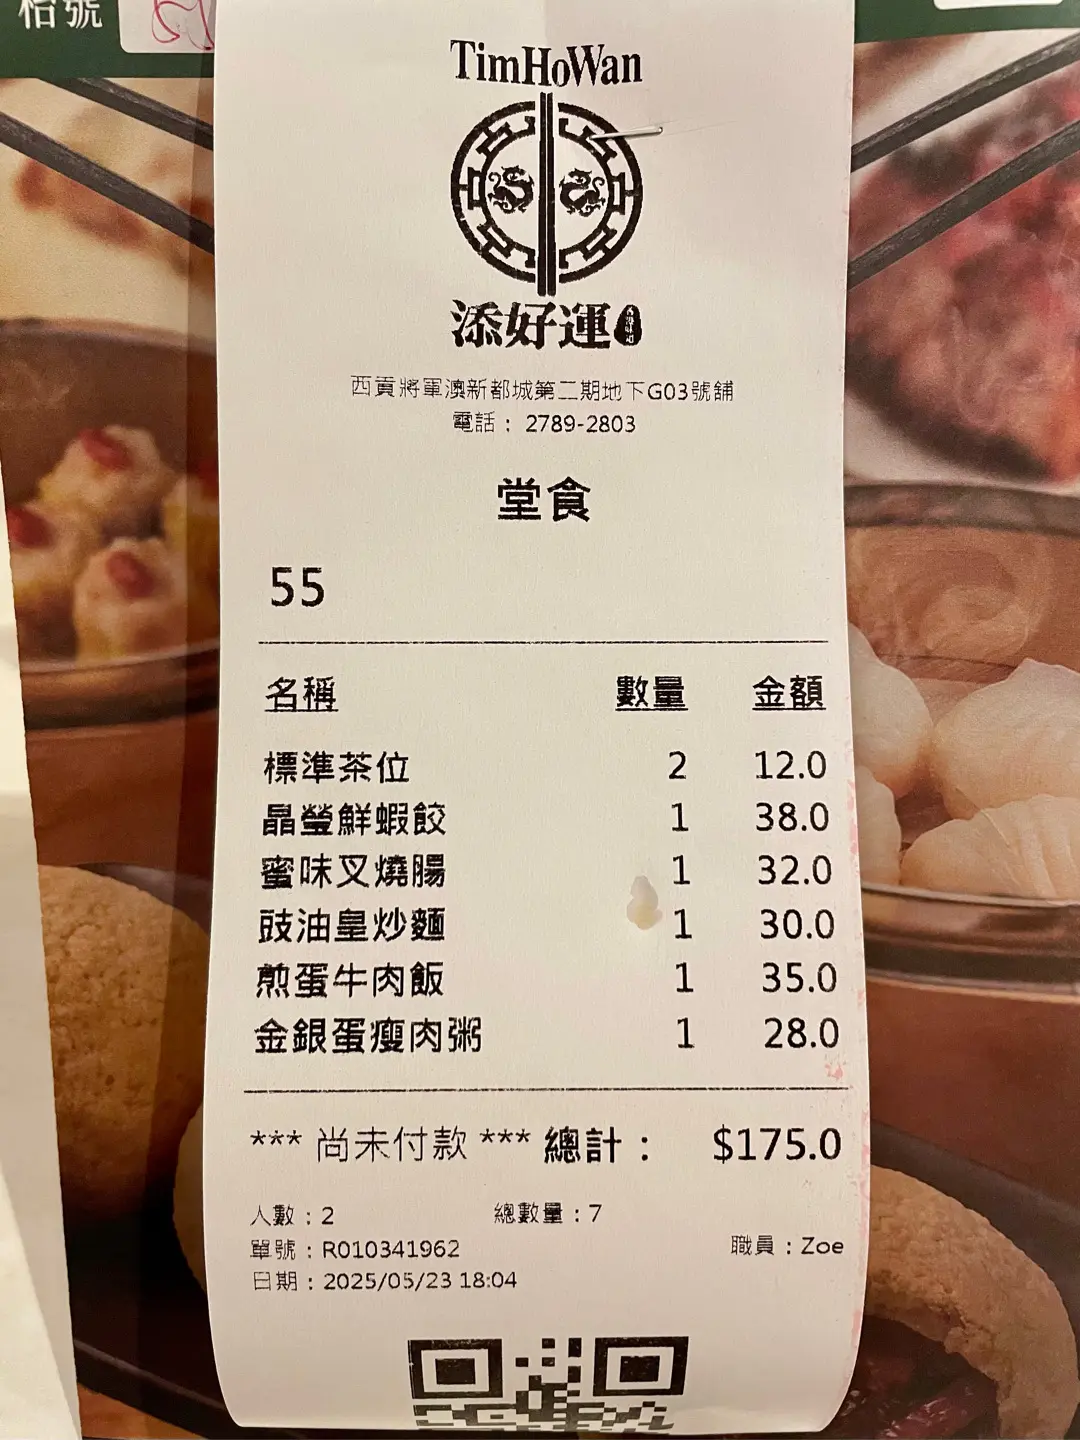 枱號
TimHoWan
添好運
西貢將軍澳新都城第二期地下G03號舖
電話： 2789-2803
堂食
55
名稱 數量 金額
標準茶位 2 12.0
晶瑩鮮蝦餃 1 38.0
蜜味叉燒腸 1 32.0
豉油皇炒麵 1 30.0
煎蛋牛肉飯 1 35.0
金銀蛋瘦肉粥 1 28.0
*** 尚未付款 *** 總計： $175.0
人數：2 總數量：7
單號：R010341962 職員：Zoe
日期：2025/05/23 18:04